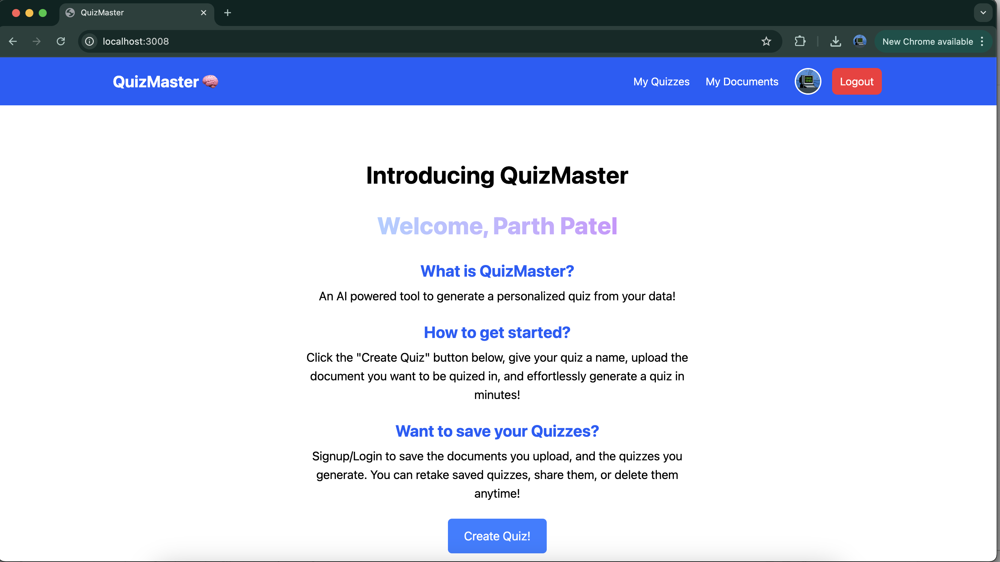 QuizMaster
localhost:3008
New Chrome available
QuizMaster
My Quizzes
My Documents
Logout
Introducing QuizMaster
Welcome, Parth Patel
What is QuizMaster?
An AI powered tool to generate a personalized quiz from your data!
How to get started?
Click the "Create Quiz" button below, give your quiz a name, upload the
document you want to be quized in, and effortlessly generate a quiz in
minutes!
Want to save your Quizzes?
Signup/Login to save the documents you upload, and the quizzes you
generate. You can retake saved quizzes, share them, or delete them
anytime!
Create Quiz!